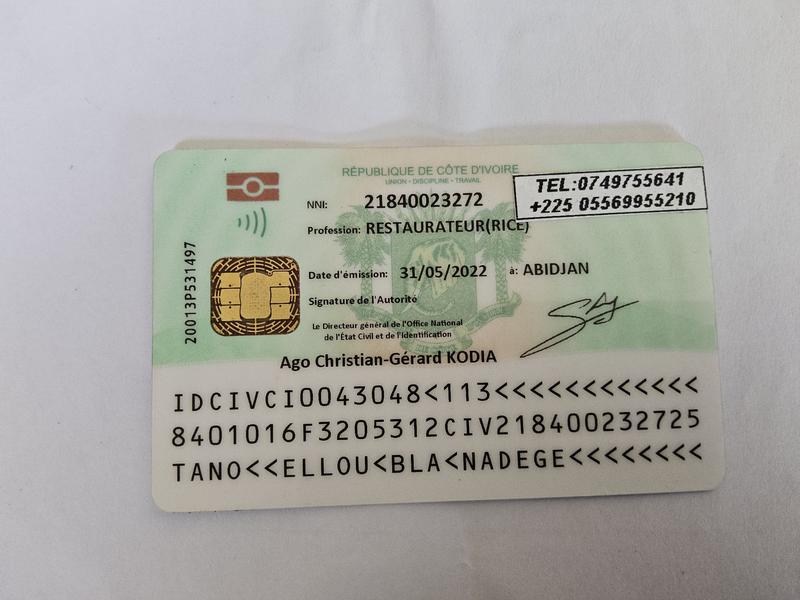 RÉPUBLIQUE DE CÔTE D'IVOIRE
UNION - DISCIPLINE - TRAVAIL
TEL:0749755641
+225 05569955210
NNI: 21840023272
Profession: RESTAURATEUR(RICE)
20013P531497
Date d'émission: 31/05/2022 à: ABIDJAN
Signature de l'Autorité
Le Directeur général de l'Office National
de l'État Civil et de l'Identification
Ago Christian-Gérard KODIA
IDCIVCI0043048<113<<<<<<<<<<<<
8401016F3205312CIV218400232725
TANO<<ELLOU<BLA<NADEGE<<<<<<<<